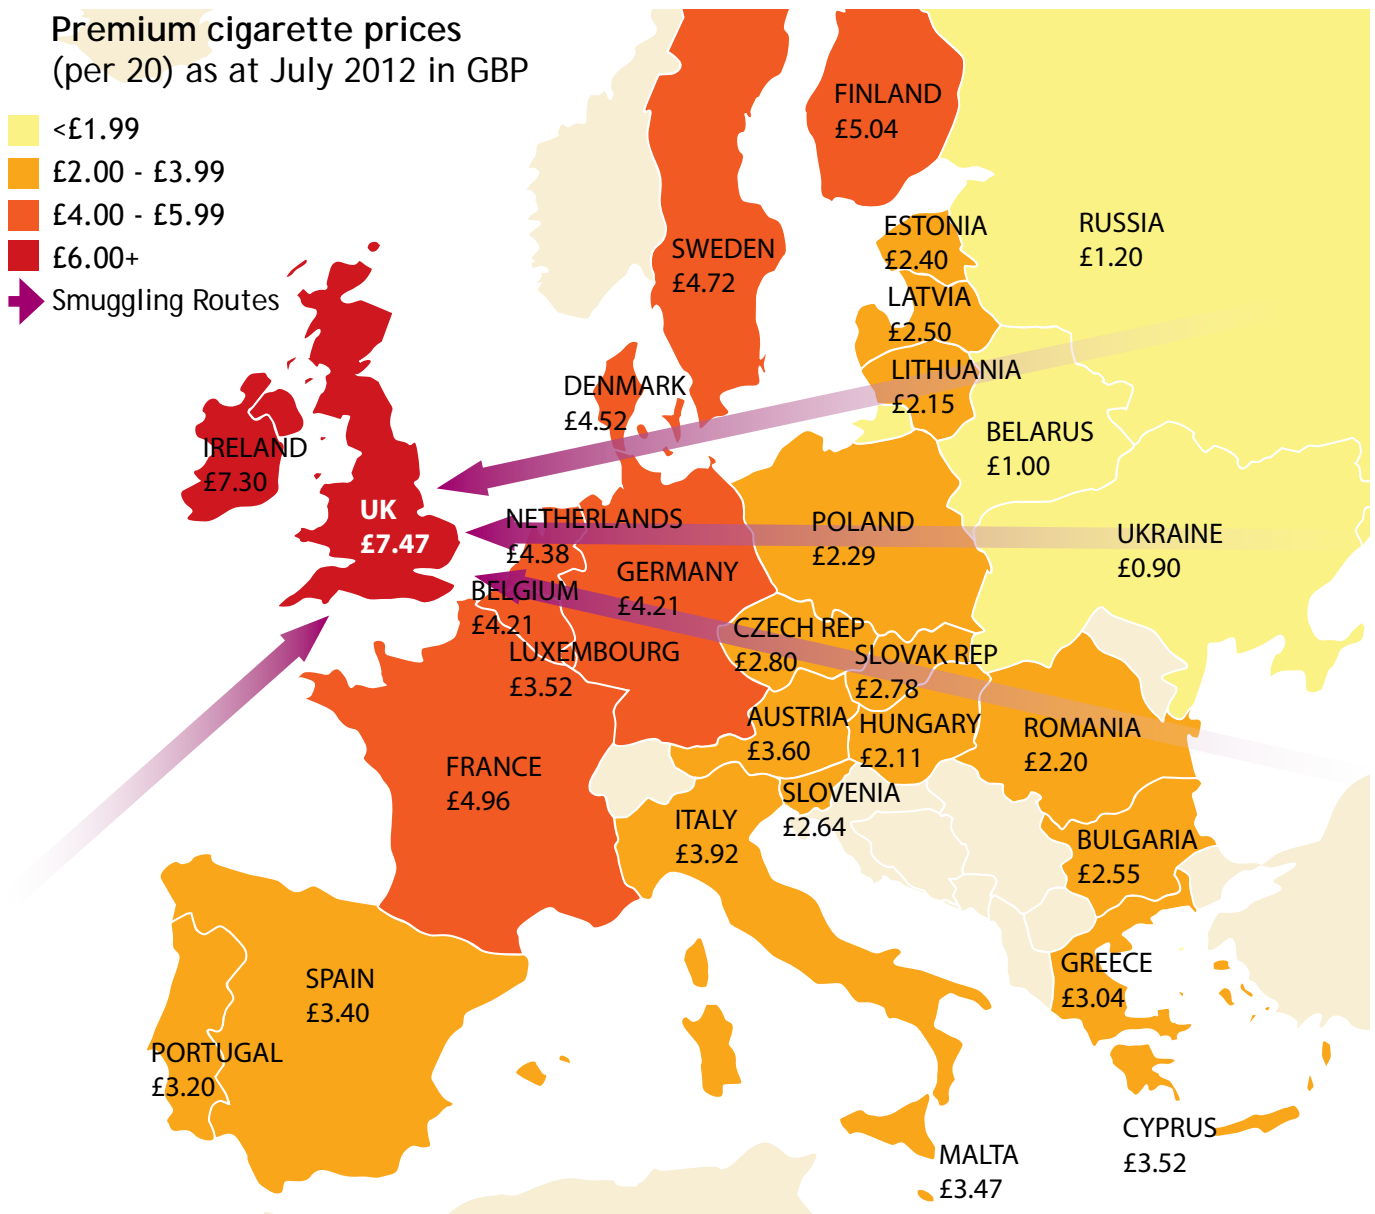 Premium cigarette prices
(per 20) as at July 2012 in GBP
<£1.99
£2.00 - £3.99
£4.00 - £5.99
£6.00+
Smuggling Routes
FINLAND
£5.04
ESTONIA
£2.40
RUSSIA
£1.20
SWEDEN
£4.72
LATVIA
£2.50
LITHUANIA
£2.15
DENMARK
£4.52
BELARUS
£1.00
IRELAND
£7.30
UK
£7.47
NETHERLANDS
£4.38
POLAND
£2.29
UKRAINE
£0.90
GERMANY
£4.21
BELGIUM
£4.21
LUXEMBOURG
£3.52
CZECH REP
£2.80
SLOVAK REP
£2.78
AUSTRIA
£3.60
HUNGARY
£2.11
ROMANIA
£2.20
FRANCE
£4.96
SLOVENIA
£2.64
ITALY
£3.92
BULGARIA
£2.55
SPAIN
£3.40
GREECE
£3.04
PORTUGAL
£3.20
CYPRUS
£3.52
MALTA
£3.47